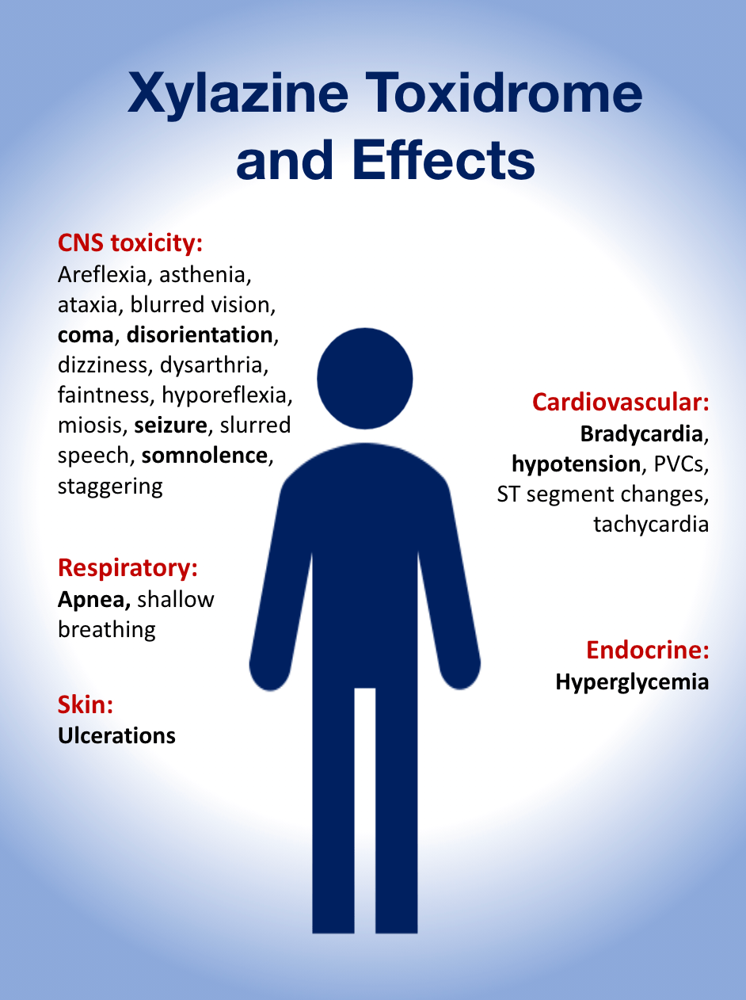 Xylazine Toxidrome
and Effects
CNS toxicity:
Areflexia, asthenia,
ataxia, blurred vision,
coma, disorientation,
dizziness, dysarthria,
faintness, hyporeflexia,
miosis, seizure, slurred
speech, somnolence,
staggering
Respiratory:
Apnea, shallow
breathing
Skin:
Ulcerations
Cardiovascular:
Bradycardia,
hypotension, PVCs,
ST segment changes,
tachycardia
Endocrine:
Hyperglycemia